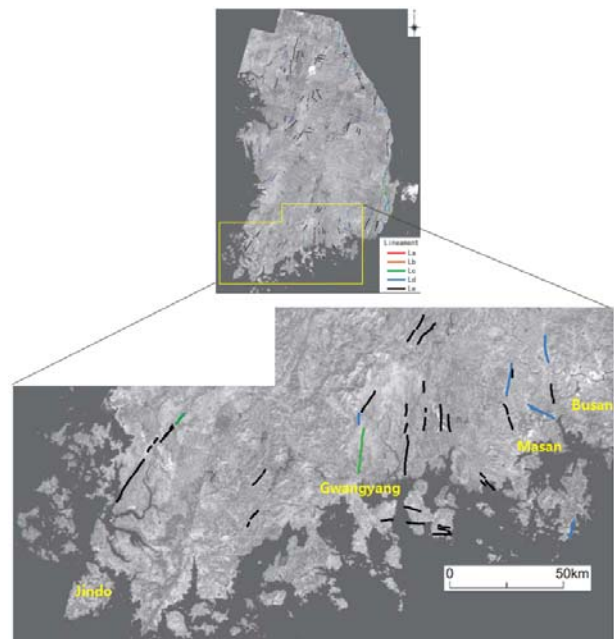 Lineament
La
Lb
Lc
Ld
Le
Busan
Masan
Gwangyang
Jindo
0
50km